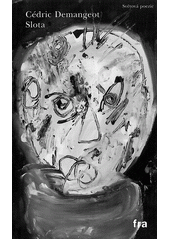 Světová poezie
Cédric Demangeot
Slota
fra